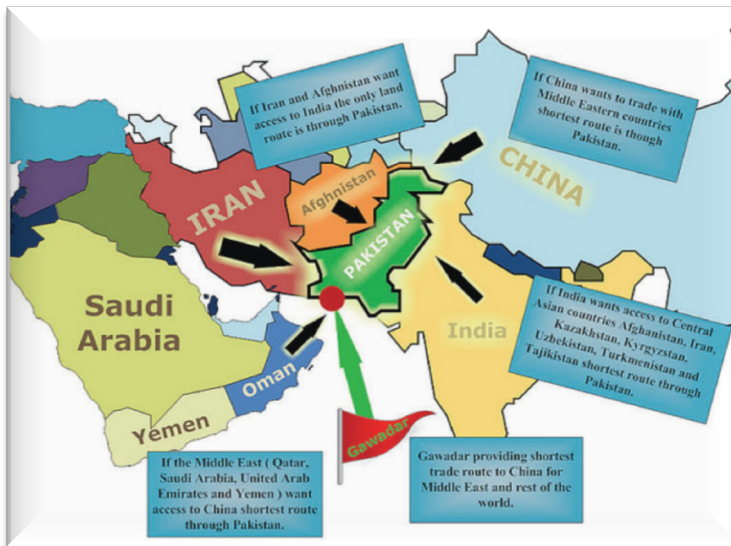 If Iran and Afghnistan want
access to India the only land
route is through Pakistan.
If China wants to trade with
Middle Eastern countries
shortest route is though
Pakistan.
CHINA
IRAN
Afghnistan
PAKISTAN
Saudi
Arabia
India
Oman
Yemen
If India wants access to Central
Asian countries Afghanistan, Iran,
Kazakhstan, Kyrgyzstan,
Uzbekistan, Turkmenistan and
Tajikistan shortest route through
Pakistan.
Gawadar
If the Middle East ( Qatar,
Saudi Arabia, United Arab
Emirates and Yemen ) want
access to China shortest route
through Pakistan.
Gawadar providing shortest
trade route to China for
Middle East and rest of the
world.